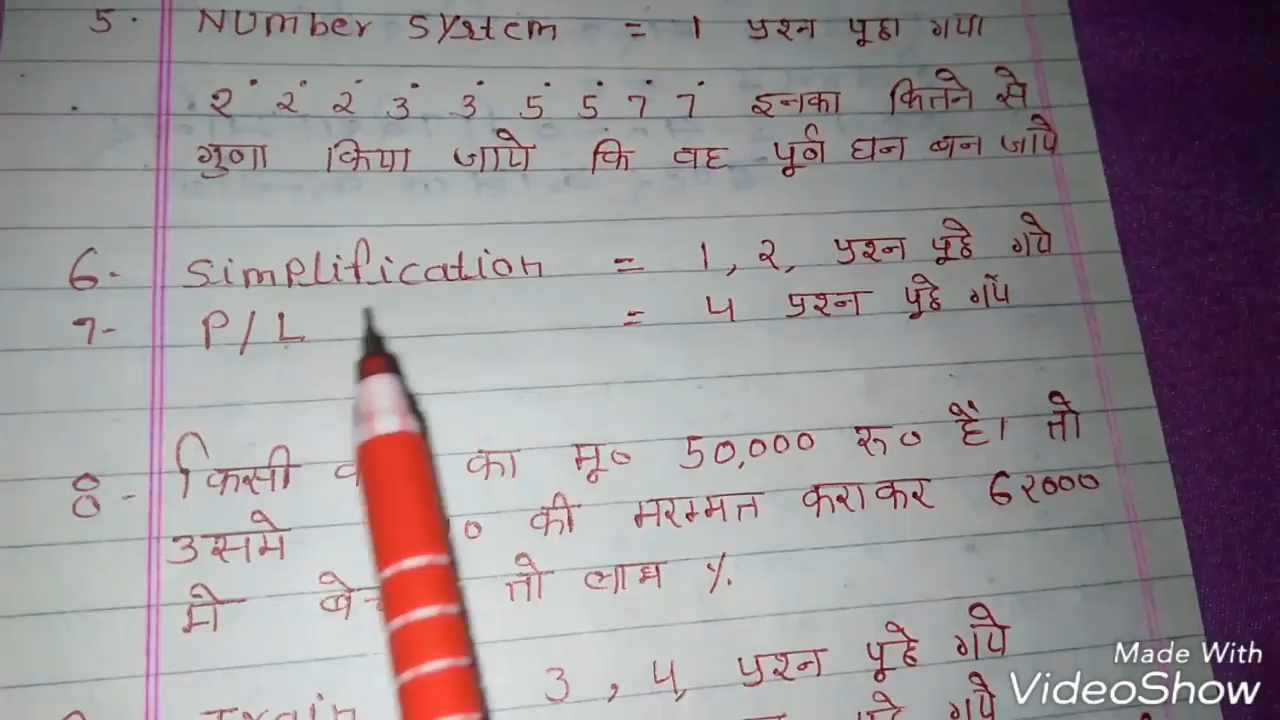 5. Number System = 1 प्रश्न पूछा गया
2̇ 2̇ 2̇ 3̇ 3̇ 5̇ 5̇ 7̇ 7̇ इनका कितने से
गुणा किया जाये कि वह पूर्व घन बन जाये
6- Simplification = 1, 2, प्रश्न पूछे गये
7- P/L = 4 प्रश्न पूछे गये
8- किसी का मू० 50,000 रू० है। तो
उसमे की मरम्मत कराकर 62000
मे तो लाभ %.
3, 4 प्रश्न पूछे गये
Train
Made With
VideoShow